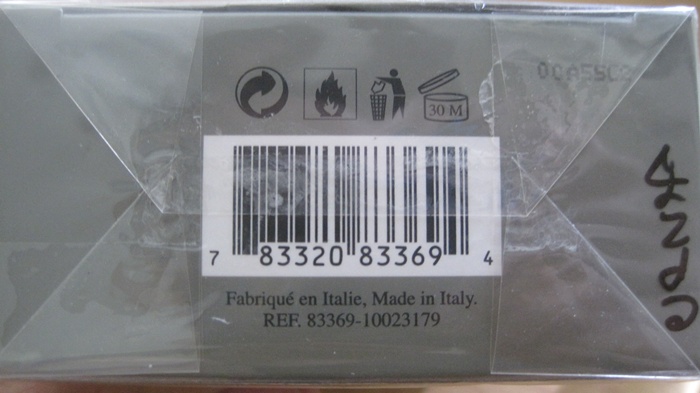 30 M
7 83320 83369 4
Fabriqué en Italie, Made in Italy.
REF. 83369-10023179